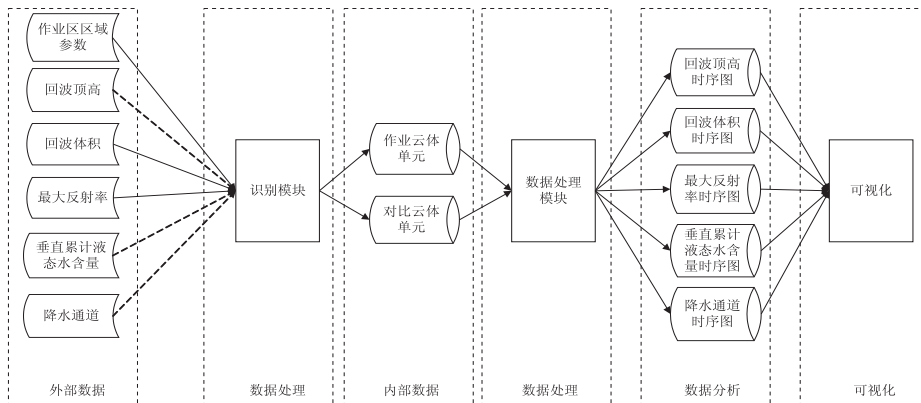 作业区区域
参数
回波顶高
回波体积
最大反射率
垂直累计液
态水含量
降水通道
外部数据
识别模块
数据处理
作业云体
单元
对比云体
单元
内部数据
数据处理
模块
数据处理
回波顶高
时序图
回波体积
时序图
最大反射
率时序图
垂直累计
液态水含
量时序图
降水通道
时序图
数据分析
可视化
可视化